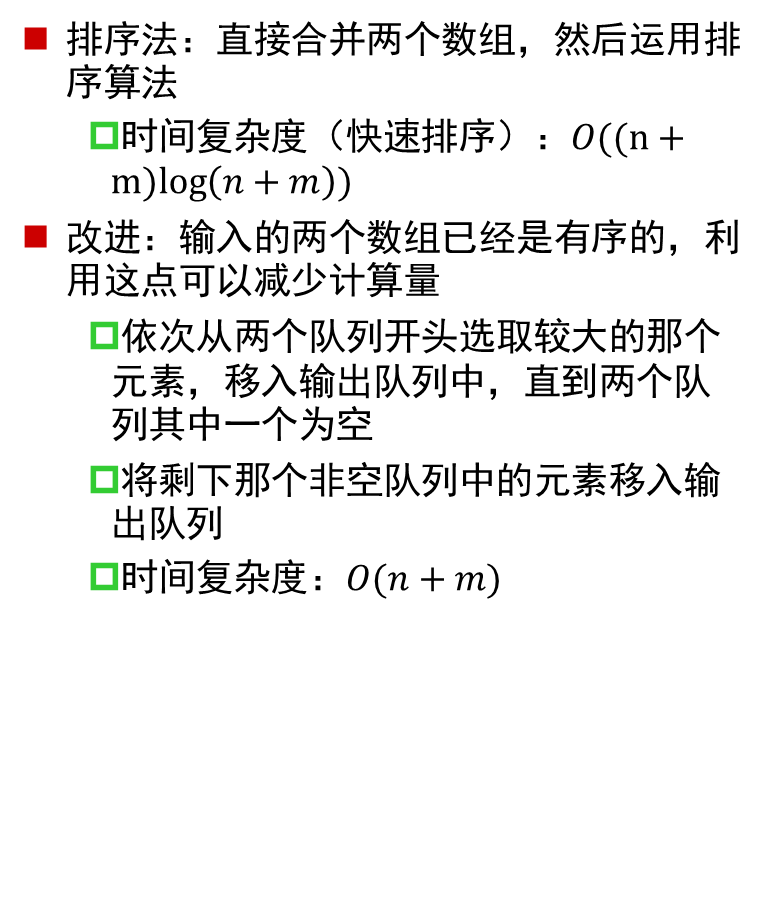 排序法：直接合并两个数组，然后运用排
序算法
时间复杂度（快速排序）：O((n +
m)log(n + m))
改进：输入的两个数组已经是有序的，利
用这点可以减少计算量
依次从两个队列开头选取较大的那个
元素，移入输出队列中，直到两个队
列其中一个为空
将剩下那个非空队列中的元素移入输
出队列
时间复杂度：O(n + m)